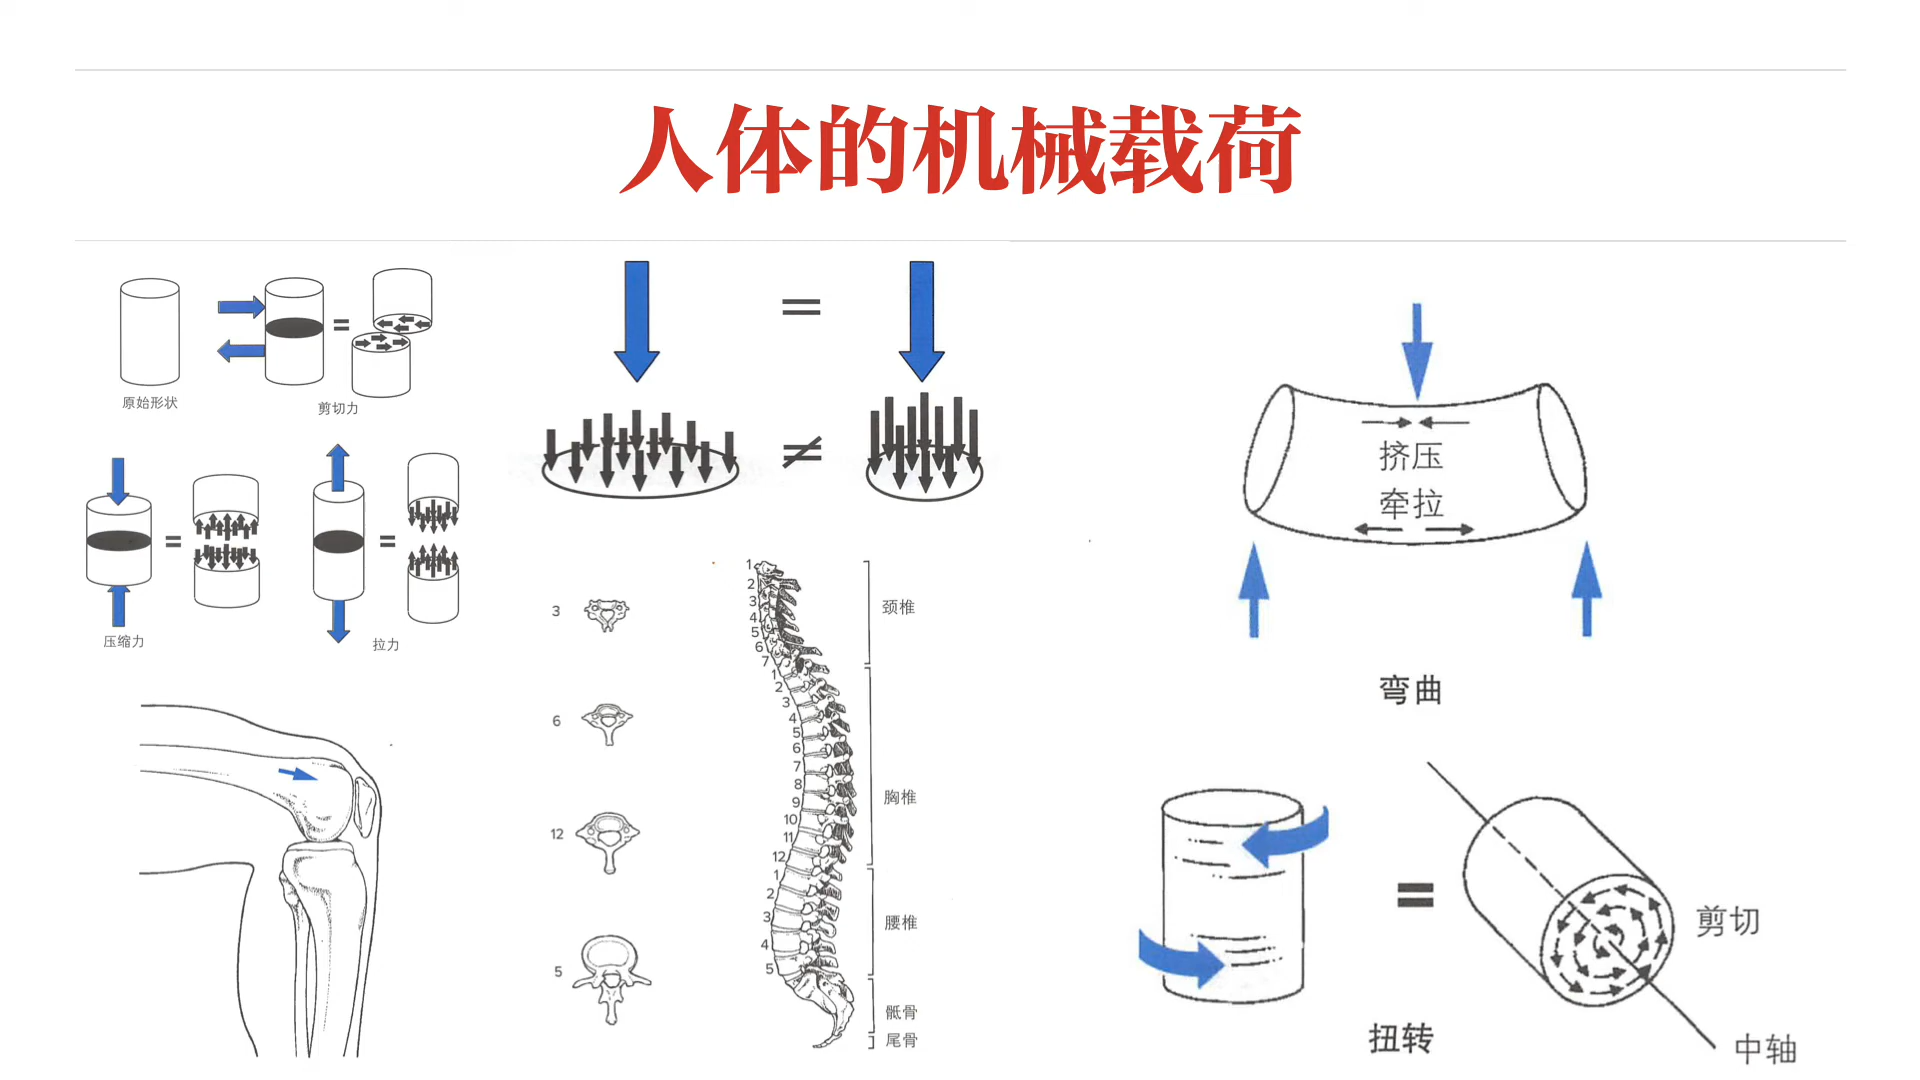 人体的机械载荷
原始形状
剪切力
=
压缩力
=
拉力
=
=
≠
3
6
12
5
1
2
3
4
5
6
7
1
2
3
4
5
6
7
8
9
10
11
12
1
2
3
4
5
颈椎
胸椎
腰椎
骶骨
尾骨
挤压
牵拉
弯曲
=
剪切
扭转
中轴